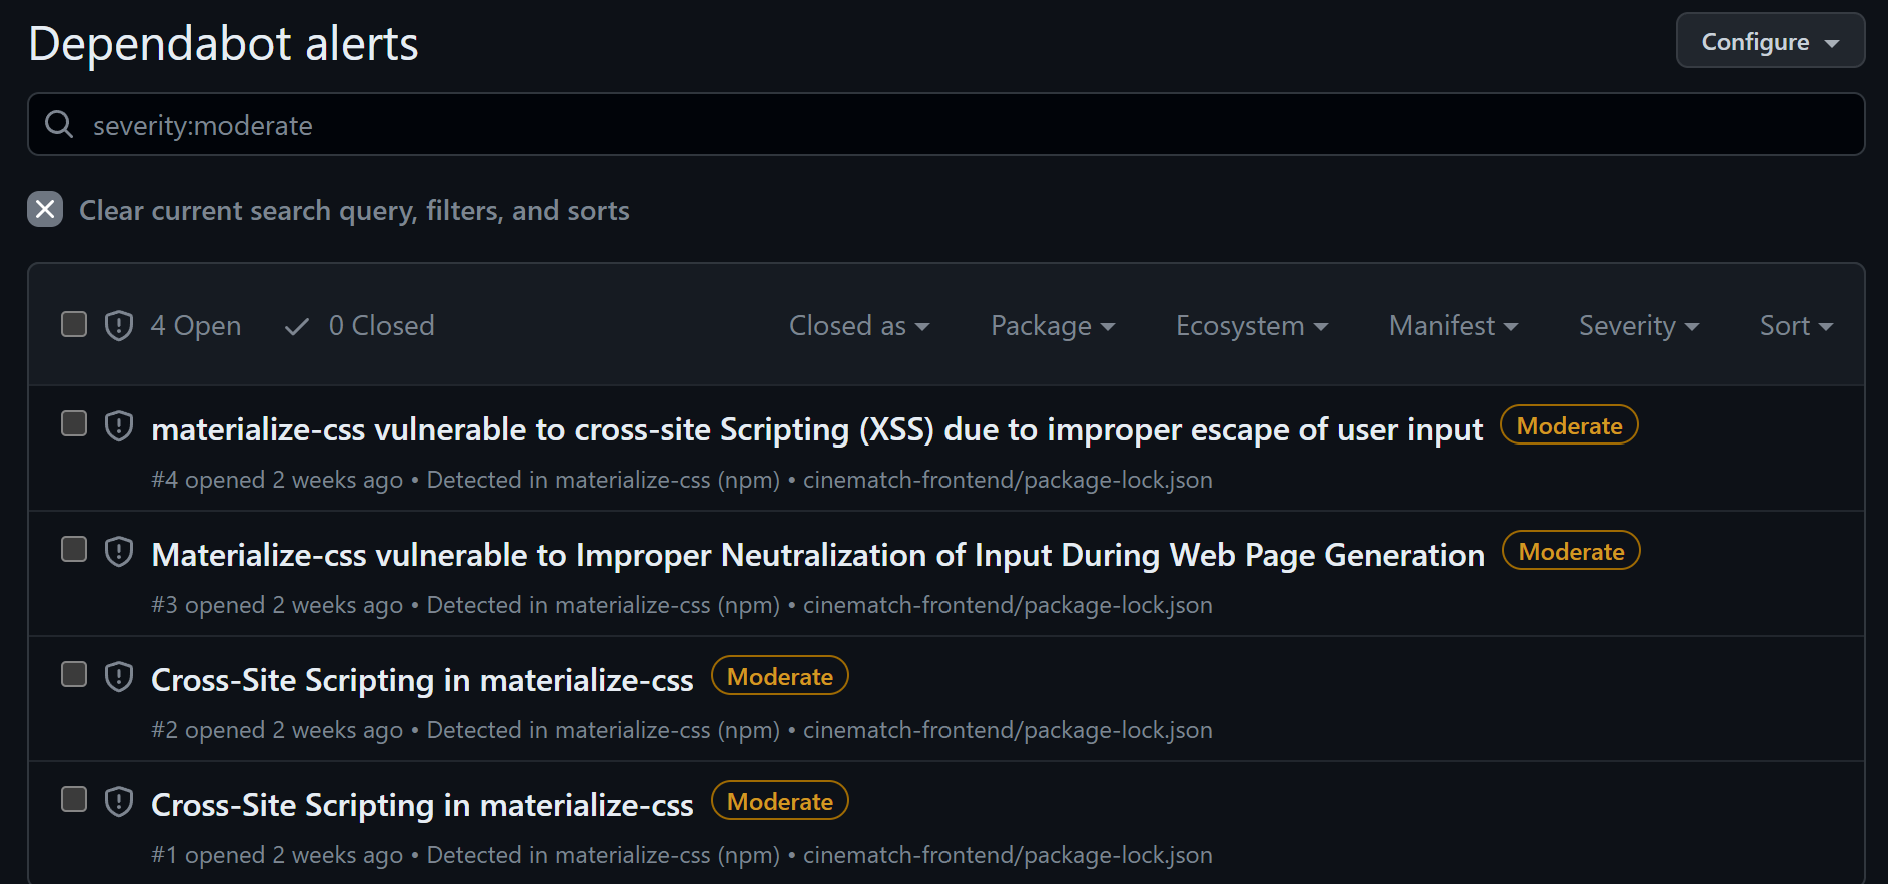 Dependabot alerts
Configure
severity:moderate
Clear current search query, filters, and sorts
4 Open 0 Closed Closed as Package Ecosystem Manifest Severity Sort
materialize-css vulnerable to cross-site Scripting (XSS) due to improper escape of user input Moderate
#4 opened 2 weeks ago • Detected in materialize-css (npm) • cinematch-frontend/package-lock.json
Materialize-css vulnerable to Improper Neutralization of Input During Web Page Generation Moderate
#3 opened 2 weeks ago • Detected in materialize-css (npm) • cinematch-frontend/package-lock.json
Cross-Site Scripting in materialize-css Moderate
#2 opened 2 weeks ago • Detected in materialize-css (npm) • cinematch-frontend/package-lock.json
Cross-Site Scripting in materialize-css Moderate
#1 opened 2 weeks ago • Detected in materialize-css (npm) • cinematch-frontend/package-lock.json